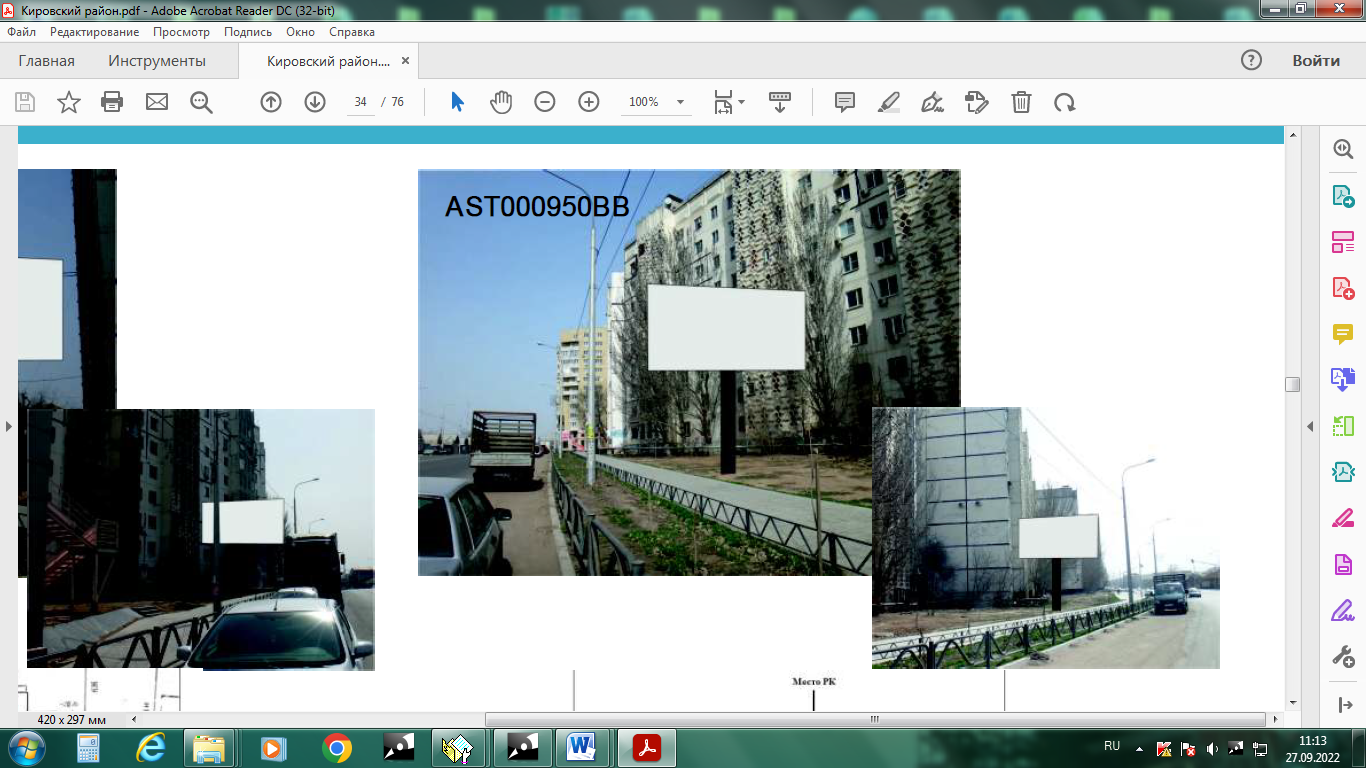 Кировский район.pdf - Adobe Acrobat Reader DC (32-bit)
Файл Редактирование Просмотр Подпись Окно Справка
Главная Инструменты Кировский район.... × Войти
34 / 76 100%
AST000950BB
Место РК
420 x 297 мм
RU 11:13
27.09.2022